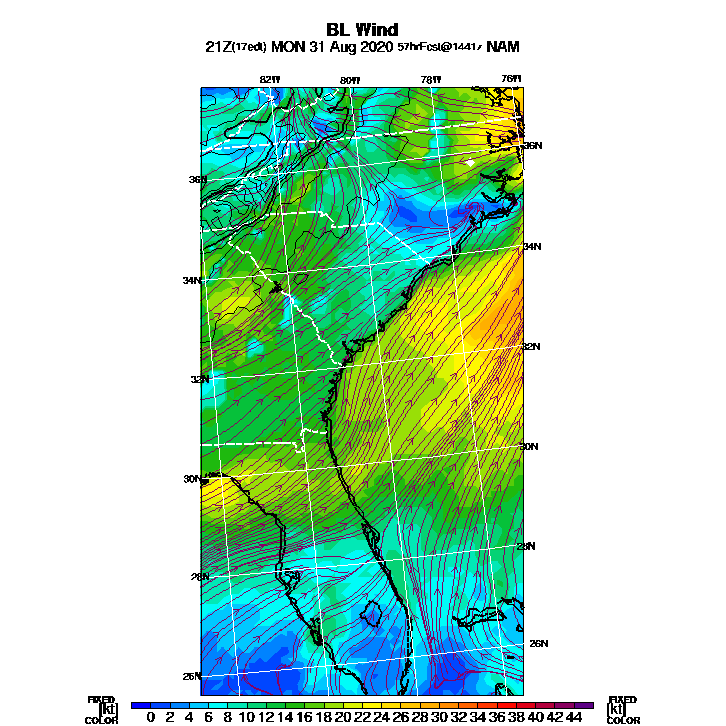 BL Wind
21Z(17edt) MON 31 Aug 2020 57hrFcst@1441z NAM
82W 80W 78W 76W
36N
36N
34N
34N
32N
32N
30N
30N
28N
28N
26N
26N
FIXED FIXED
[kt] 0 2 4 6 8 10 12 14 16 18 20 22 24 26 28 30 32 34 36 38 40 42 44 [kt]
COLOR COLOR